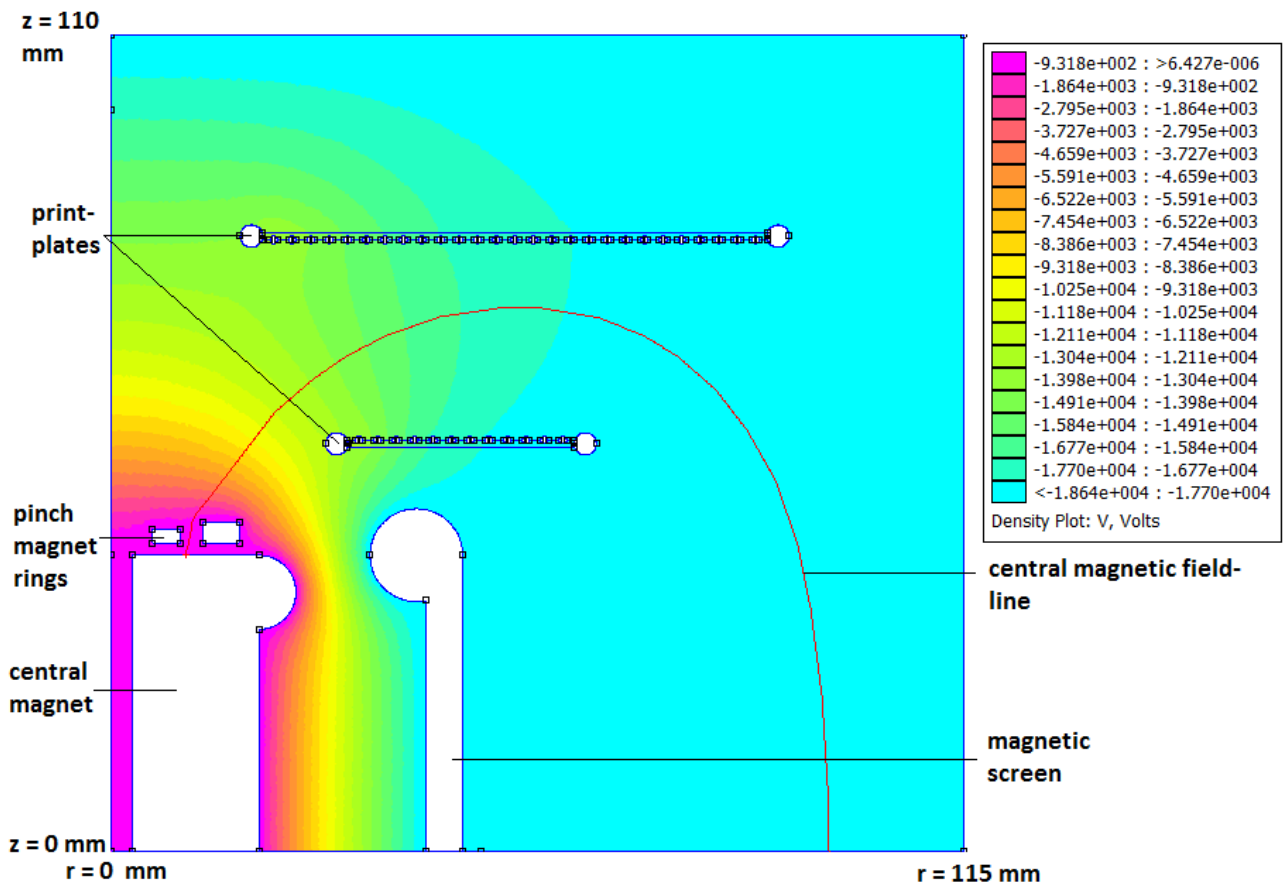 z = 110
mm
print-
plates
pinch
magnet
rings
central
magnet
z = 0 mm
r = 0  mm
r = 115 mm
-9.318e+002 : >6.427e-006
-1.864e+003 : -9.318e+002
-2.795e+003 : -1.864e+003
-3.727e+003 : -2.795e+003
-4.659e+003 : -3.727e+003
-5.591e+003 : -4.659e+003
-6.522e+003 : -5.591e+003
-7.454e+003 : -6.522e+003
-8.386e+003 : -7.454e+003
-9.318e+003 : -8.386e+003
-1.025e+004 : -9.318e+003
-1.118e+004 : -1.025e+004
-1.211e+004 : -1.118e+004
-1.304e+004 : -1.211e+004
-1.398e+004 : -1.304e+004
-1.491e+004 : -1.398e+004
-1.584e+004 : -1.491e+004
-1.677e+004 : -1.584e+004
-1.770e+004 : -1.677e+004
<-1.864e+004 : -1.770e+004
Density Plot: V, Volts
central magnetic field-
line
magnetic
screen